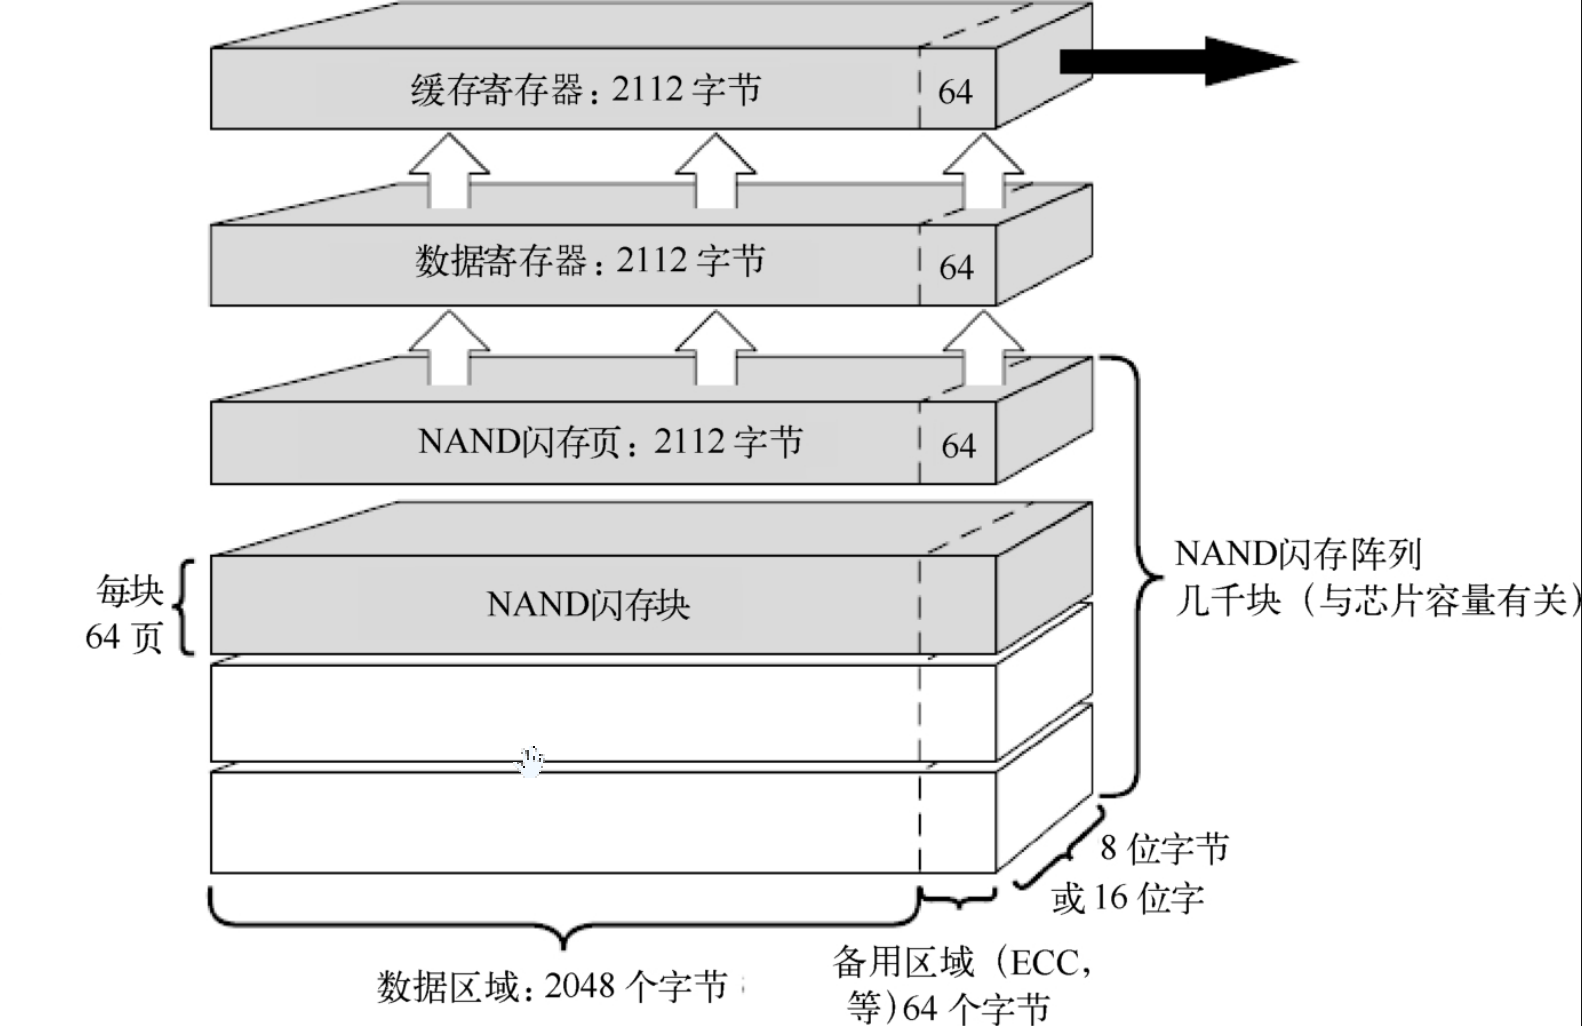 缓存寄存器：2112 字节
64
数据寄存器：2112 字节
64
NAND闪存页：2112 字节
64
NAND闪存阵列
几千块（与芯片容量有关）
每块
64 页
NAND闪存块
8 位字节
或 16 位字
备用区域（ECC，
等）64 个字节
数据区域：2048 个字节